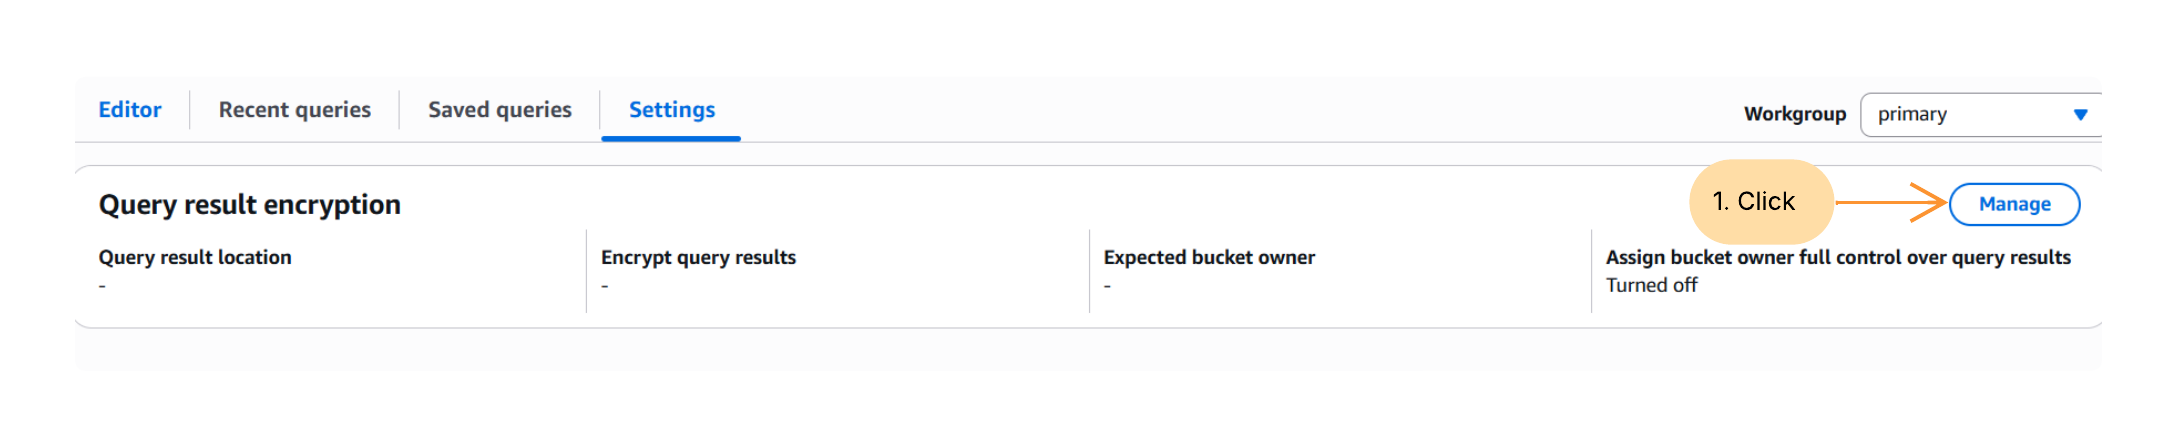 Editor Recent queries Saved queries Settings Workgroup primary
Query result encryption 1. Click Manage
Query result location Encrypt query results Expected bucket owner Assign bucket owner full control over query results
- - - Turned off